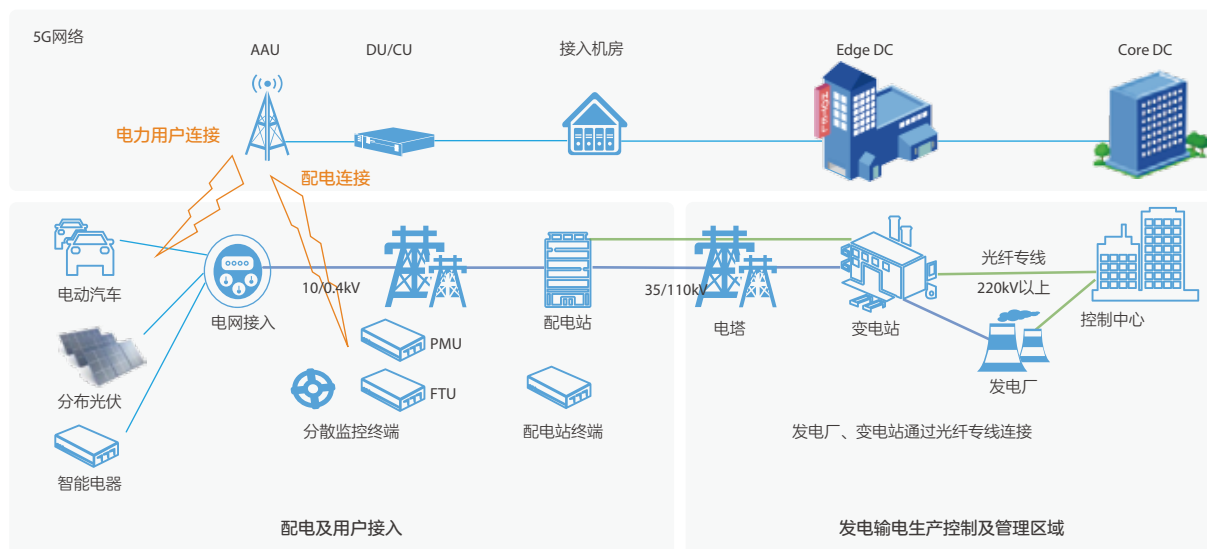 5G网络
AAU
DU/CU
接入机房
Edge DC
Core DC
电力用户连接
配电连接
电动汽车
分布光伏
智能电器
电网接入
10/0.4kV
PMU
FTU
分散监控终端
配电站
配电站终端
35/110kV
电塔
变电站
光纤专线
220kV以上
控制中心
发电厂
发电厂、变电站通过光纤专线连接
配电及用户接入
发电输电生产控制及管理区域